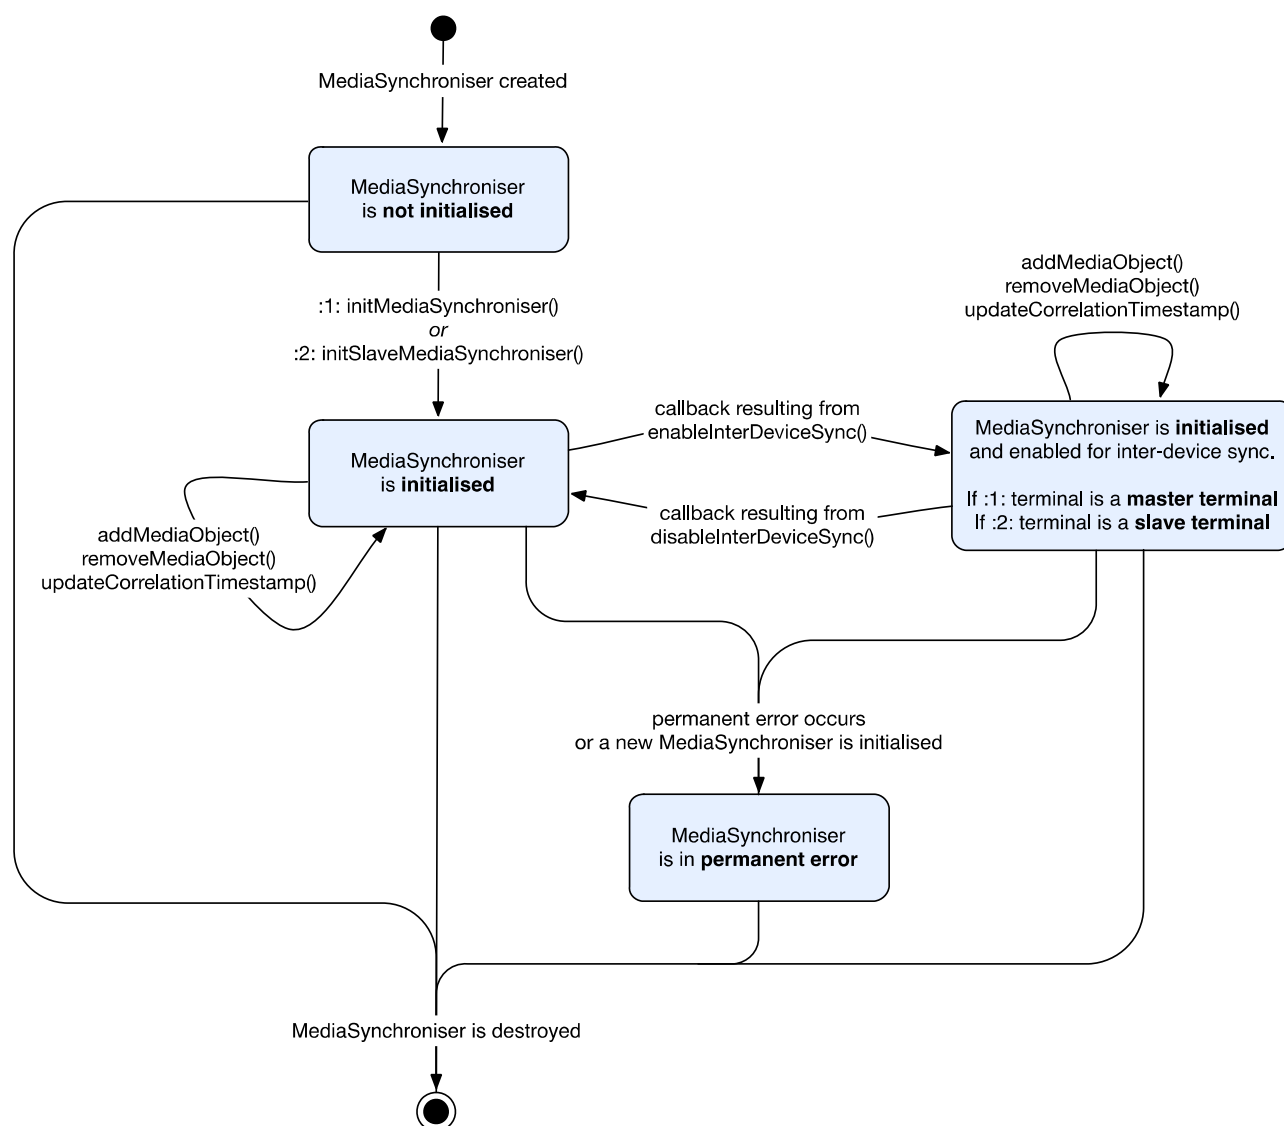 MediaSynchroniser created
MediaSynchroniser
is not initialised
:1: initMediaSynchroniser()
or
:2: initSlaveMediaSynchroniser()
addMediaObject()
removeMediaObject()
updateCorrelationTimestamp()
callback resulting from
enableInterDeviceSync()
MediaSynchroniser is initialised
and enabled for inter-device sync.
If :1: terminal is a master terminal
If :2: terminal is a slave terminal
MediaSynchroniser
is initialised
callback resulting from
disableInterDeviceSync()
addMediaObject()
removeMediaObject()
updateCorrelationTimestamp()
permanent error occurs
or a new MediaSynchroniser is initialised
MediaSynchroniser
is in permanent error
MediaSynchroniser is destroyed